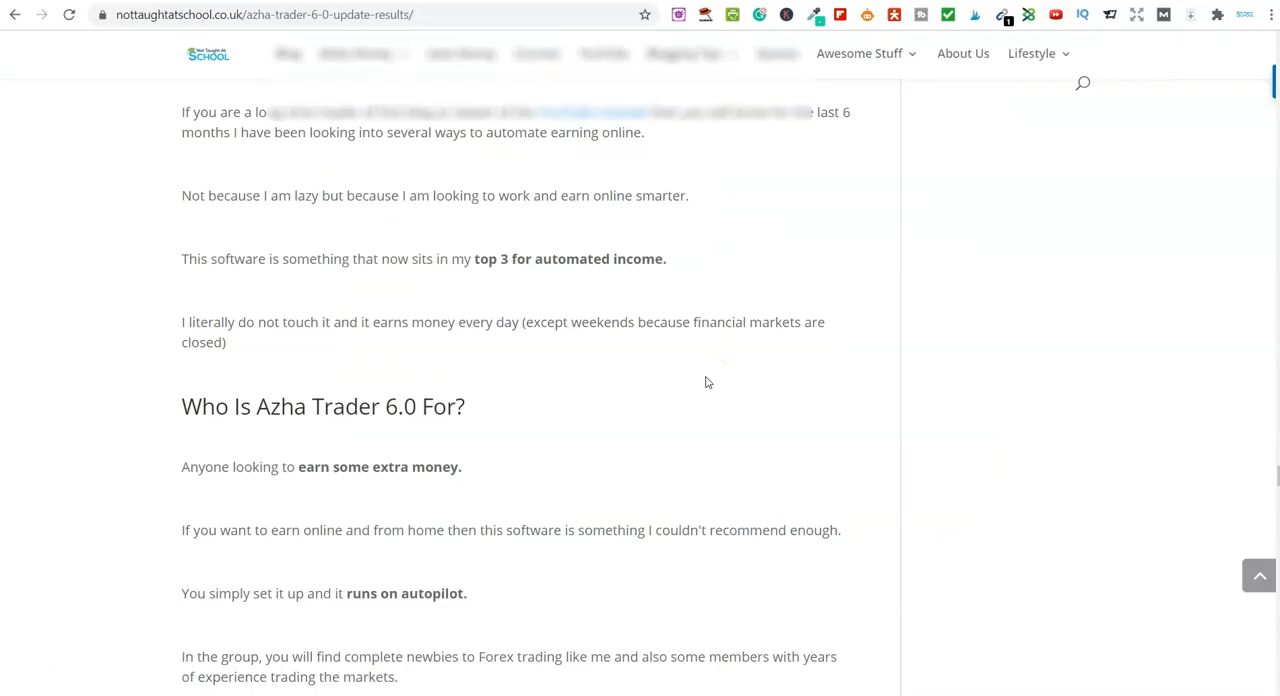 nottaughtatschool.co.uk/azha-trader-6-0-update-results/
Not Taught At
SCHOOL
Awesome Stuff
About Us
Lifestyle
If you are a lo
e last 6
months I have been looking into several ways to automate earning online.
Not because I am lazy but because I am looking to work and earn online smarter.
This software is something that now sits in my top 3 for automated income.
I literally do not touch it and it earns money every day (except weekends because financial markets are
closed)
Who Is Azha Trader 6.0 For?
Anyone looking to earn some extra money.
If you want to earn online and from home then this software is something I couldn't recommend enough.
You simply set it up and it runs on autopilot.
In the group, you will find complete newbies to Forex trading like me and also some members with years
of experience trading the markets.